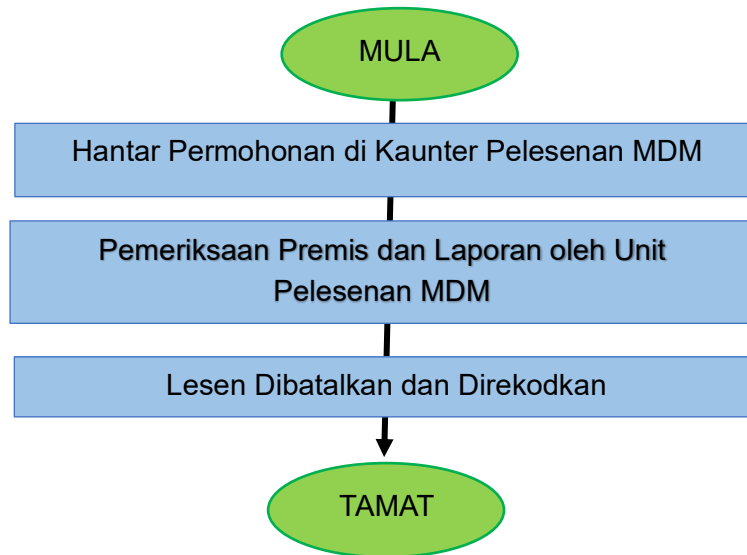 MULA
Hantar Permohonan di Kaunter Pelesenan MDM
Pemeriksaan Premis dan Laporan oleh Unit
Pelesenan MDM
Lesen Dibatalkan dan Direkodkan
TAMAT